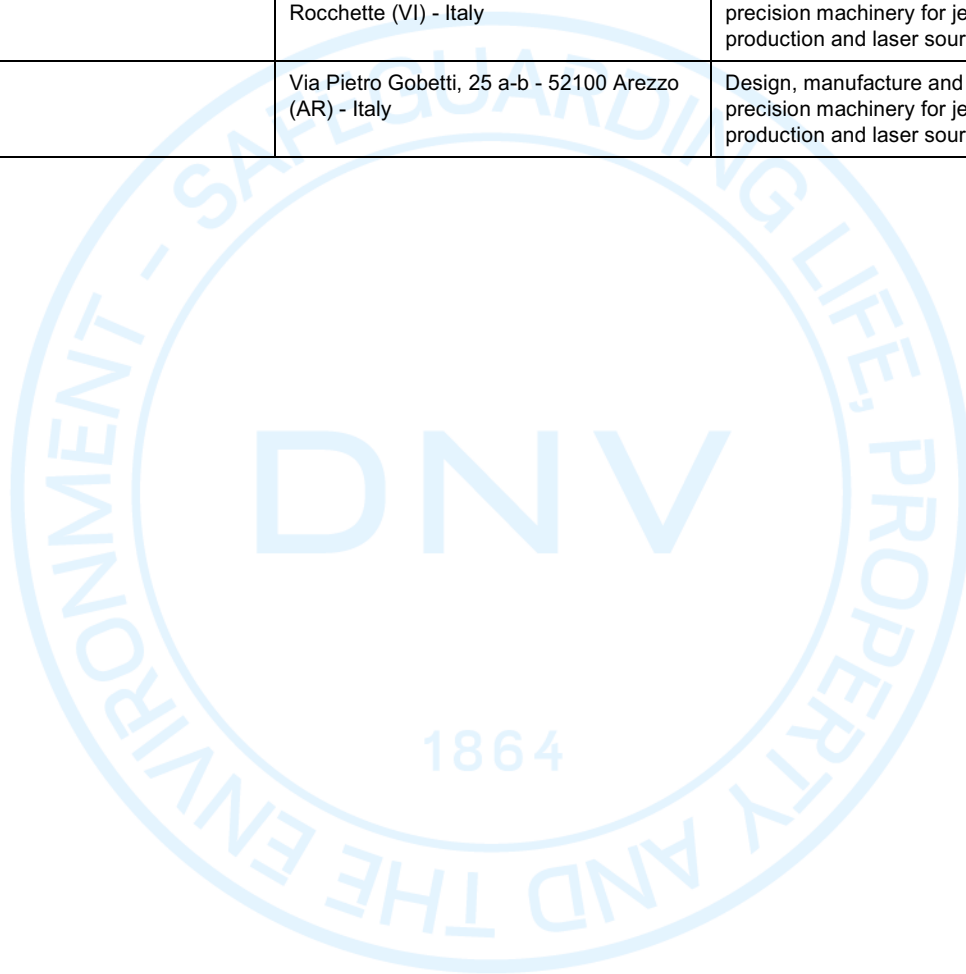 Rocchette (VI) - Italy
precision machinery for je
production and laser sour
Via Pietro Gobetti, 25 a-b - 52100 Arezzo
(AR) - Italy
Design, manufacture and
precision machinery for je
production and laser sour
SAFEGUARDING LIFE, PROPERTY AND THE ENVIRONMENT -
DNV
1864